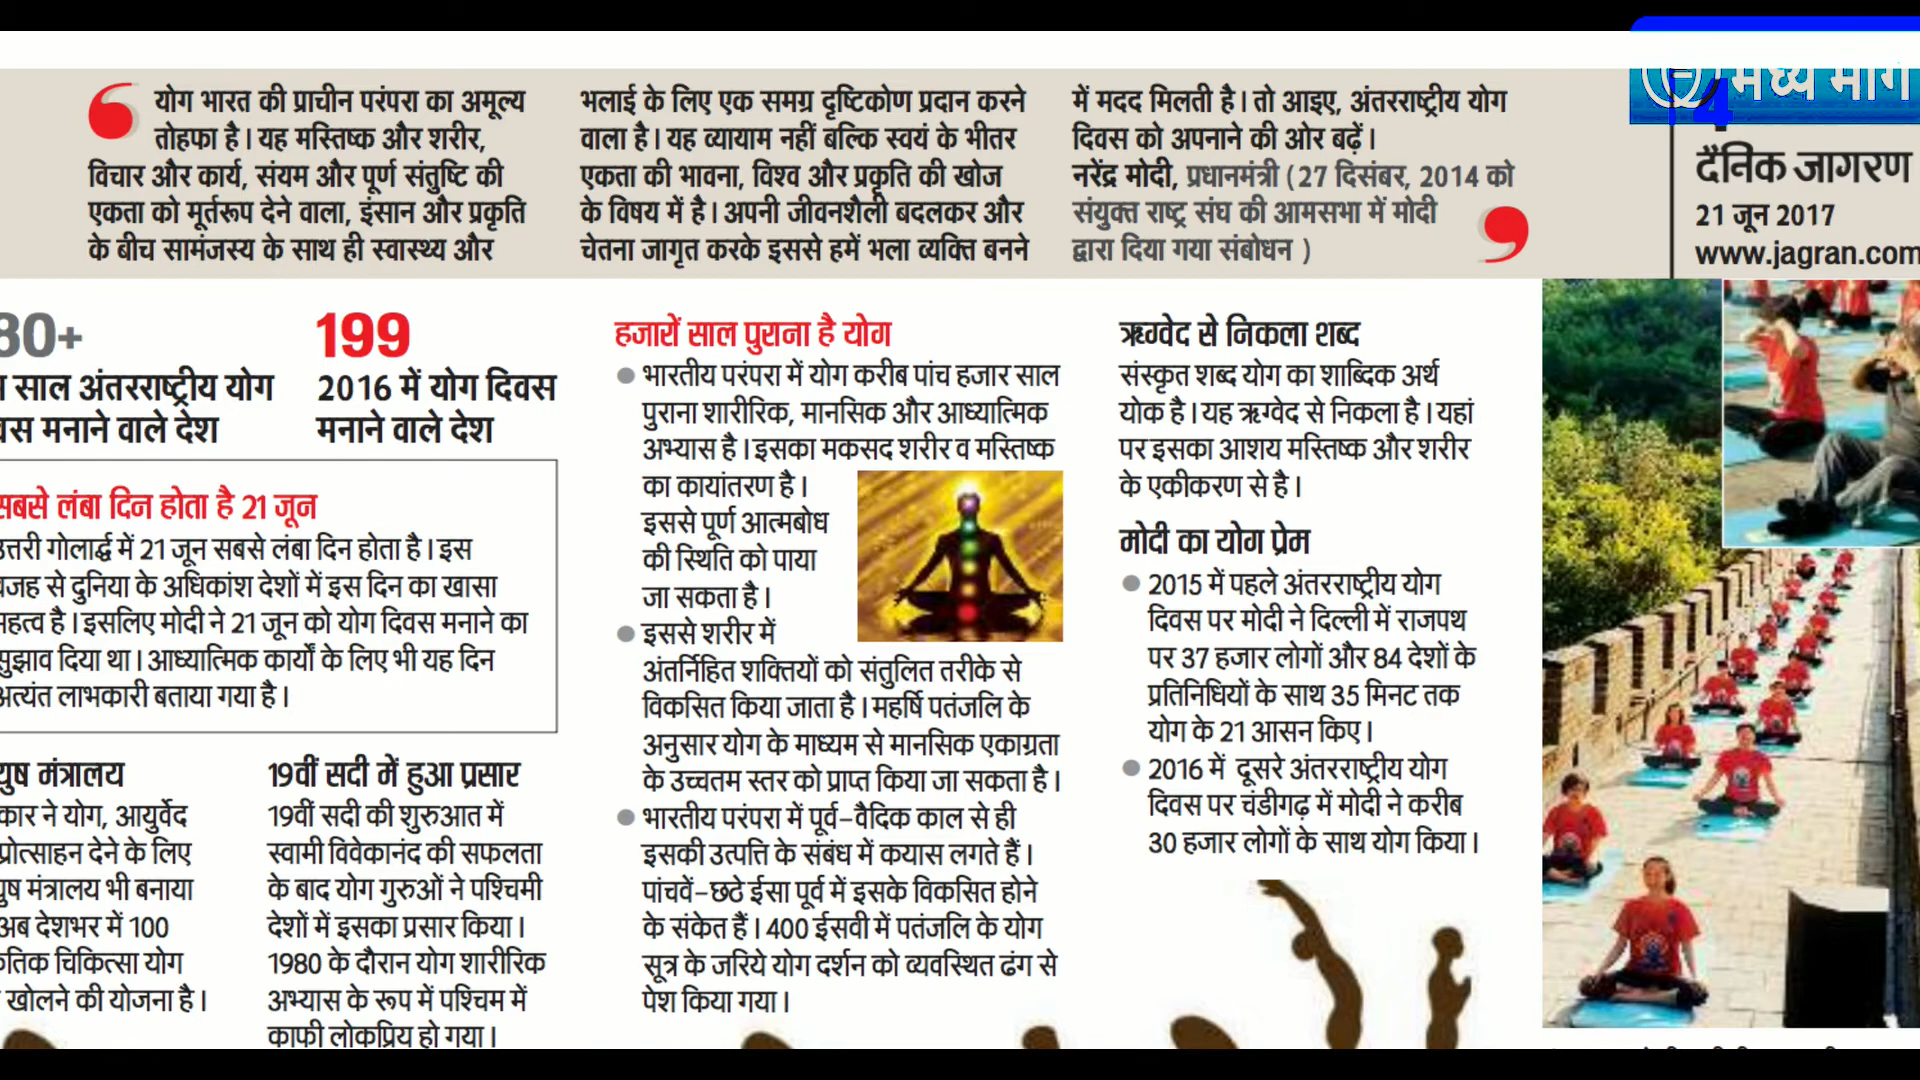 योग भारत की प्राचीन परंपरा का अमूल्य
तोहफा है। यह मस्तिष्क और शरीर,
विचार और कार्य, संयम और पूर्ण संतुष्टि की
एकता को मूर्तरूप देने वाला, इंसान और प्रकृति
के बीच सामंजस्य के साथ ही स्वास्थ्य और
भलाई के लिए एक समग्र दृष्टिकोण प्रदान करने
वाला है। यह व्यायाम नहीं बल्कि स्वयं के भीतर
एकता की भावना, विश्व और प्रकृति की खोज
के विषय में है। अपनी जीवनशैली बदलकर और
चेतना जागृत करके इससे हमें भला व्यक्ति बनने
में मदद मिलती है। तो आइए, अंतरराष्ट्रीय योग
दिवस को अपनाने की ओर बढ़ें।
नरेंद्र मोदी, प्रधानमंत्री (27 दिसंबर, 2014 को
संयुक्त राष्ट्र संघ की आमसभा में मोदी
द्वारा दिया गया संबोधन )
मध्य मार्ग
दैनिक जागरण
21 जून 2017
www.jagran.com
80+
साल अंतरराष्ट्रीय योग
मनाने वाले देश
199
2016 में योग दिवस
मनाने वाले देश
सबसे लंबा दिन होता है 21 जून
उत्तरी गोलार्द्ध में 21 जून सबसे लंबा दिन होता है। इस
वजह से दुनिया के अधिकांश देशों में इस दिन का खासा
महत्व है। इसलिए मोदी ने 21 जून को योग दिवस मनाने का
सुझाव दिया था। आध्यात्मिक कार्यों के लिए भी यह दिन
अत्यंत लाभकारी बताया गया है।
युष मंत्रालय
कार ने योग, आयुर्वेद
प्रोत्साहन देने के लिए
युष मंत्रालय भी बनाया
अब देशभर में 100
कृतिक चिकित्सा योग
खोलने की योजना है।
19वीं सदी में हुआ प्रसार
19वीं सदी की शुरुआत में
स्वामी विवेकानंद की सफलता
के बाद योग गुरुओं ने पश्चिमी
देशों में इसका प्रसार किया।
1980 के दौरान योग शारीरिक
अभ्यास के रूप में पश्चिम में
काफी लोकप्रिय हो गया।
हजारों साल पुराना है योग
भारतीय परंपरा में योग करीब पांच हजार साल
पुराना शारीरिक, मानसिक और आध्यात्मिक
अभ्यास है। इसका मकसद शरीर व मस्तिष्क
का कायांतरण है।
इससे पूर्ण आत्मबोध
की स्थिति को पाया
जा सकता है।
इससे शरीर में
अंतर्निहित शक्तियों को संतुलित तरीके से
विकसित किया जाता है। महर्षि पतंजलि के
अनुसार योग के माध्यम से मानसिक एकाग्रता
के उच्चतम स्तर को प्राप्त किया जा सकता है।
भारतीय परंपरा में पूर्व-वैदिक काल से ही
इसकी उत्पत्ति के संबंध में कयास लगते हैं।
पांचवें-छठे ईसा पूर्व में इसके विकसित होने
के संकेत हैं। 400 ईसवी में पतंजलि के योग
सूत्र के जरिये योग दर्शन को व्यवस्थित ढंग से
पेश किया गया।
ऋग्वेद से निकला शब्द
संस्कृत शब्द योग का शाब्दिक अर्थ
योक है। यह ऋग्वेद से निकला है। यहां
पर इसका आशय मस्तिष्क और शरीर
के एकीकरण से है।
मोदी का योग प्रेम
2015 में पहले अंतरराष्ट्रीय योग
दिवस पर मोदी ने दिल्ली में राजपथ
पर 37 हजार लोगों और 84 देशों के
प्रतिनिधियों के साथ 35 मिनट तक
योग के 21 आसन किए।
2016 में दूसरे अंतरराष्ट्रीय योग
दिवस पर चंडीगढ़ में मोदी ने करीब
30 हजार लोगों के साथ योग किया।